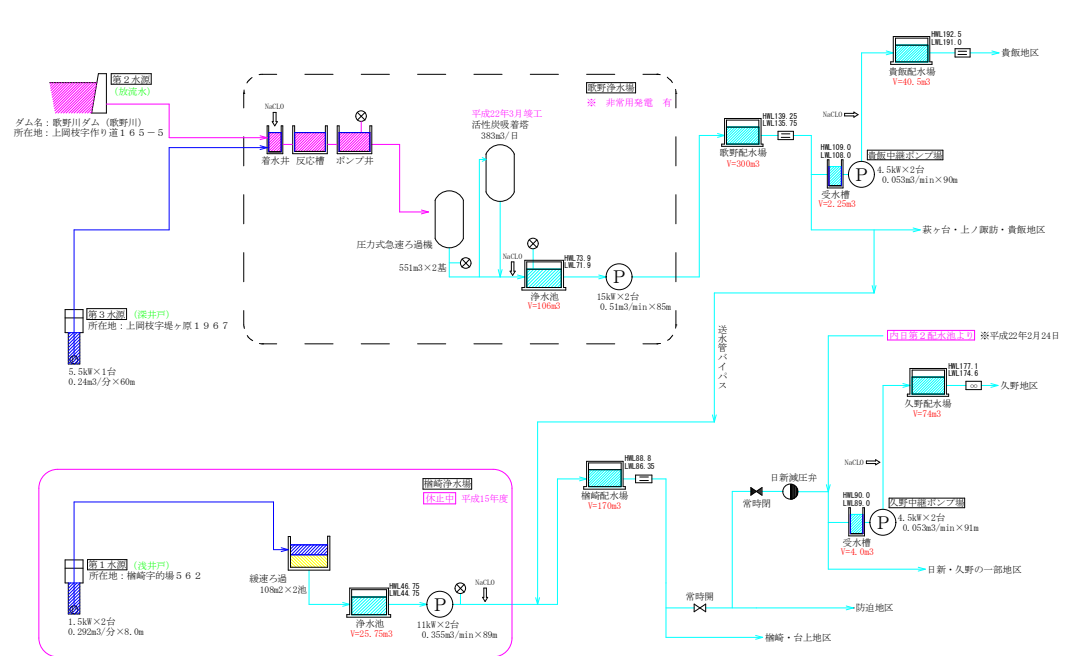 HWL192.5
LWL191.0
貴飯配水場
V=40.5m3
貴飯地区
第２水源
(放流水)
ダム名：歌野川ダム（歌野川）
所在地：上岡枝字作り道１６５－５
NaCLO
着水井
反応槽
ポンプ井
歌野浄水場
※　非常用発電　有
平成22年3月竣工
活性炭吸着塔
383m3/日
圧力式急速ろ過機
551m3×2基
NaCLO
HWL73.9
LWL71.9
浄水池
V=106m3
P
15kW×2台
0.51m3/min×85m
HWL139.25
LWL135.75
歌野配水場
V=300m3
NaCLO
HWL109.0
LWL108.0
受水槽
V=2.25m3
貴飯中継ポンプ場
P
4.5kW×2台
0.053m3/min×90m
萩ヶ台・上ノ諏訪・貴飯地区
第３水源
(深井戸)
所在地：上岡枝字堤ヶ原１９６７
5.5kW×1台
0.24m3/分×60m
送水管バイパス
内日第２配水池より
※平成22年2月24日
HWL177.1
LWL174.6
久野配水場
V=74m3
∞
久野地区
NaCLO
HWL90.0
LWL89.0
受水槽
V=4.0m3
久野中継ポンプ場
P
4.5kW×2台
0.053m3/min×91m
日新減圧弁
常時閉
日新・久野の一部地区
楢崎浄水場
休止中
平成15年度
第１水源
(浅井戸)
所在地：楢崎字的場５６２
1.5kW×2台
0.292m3/分×8.0m
緩速ろ過
108m2×2池
HWL46.75
LWL44.75
浄水池
V=25.75m3
P
11kW×2台
0.355m3/min×89m
NaCLO
HWL88.8
LWL86.35
楢崎配水場
V=170m3
常時開
防迫地区
楢崎・台上地区